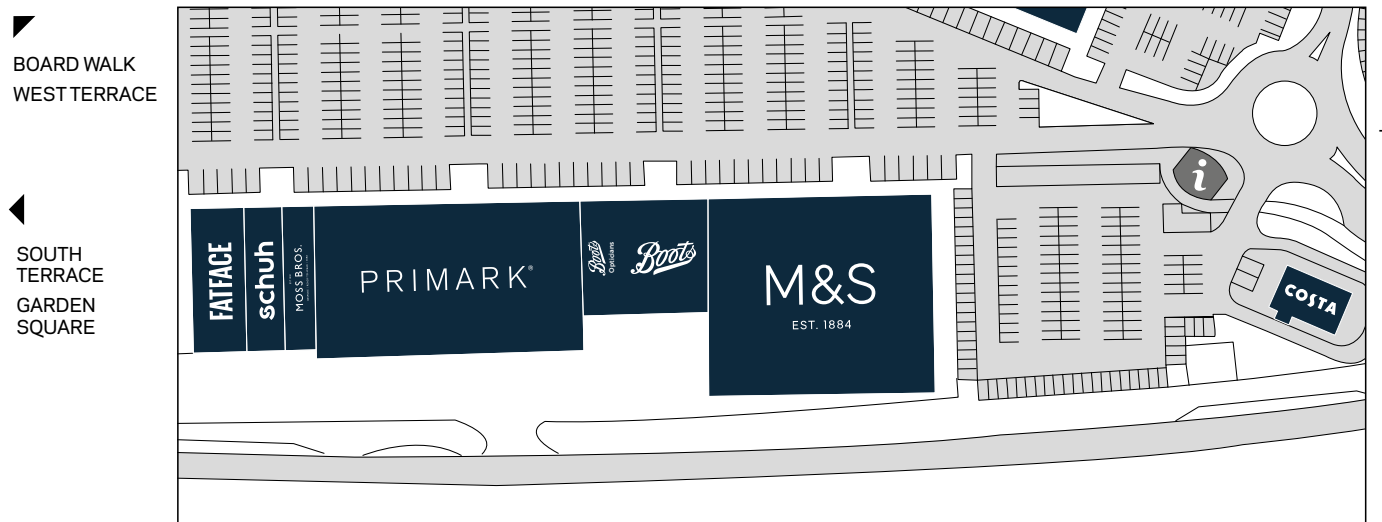 BOARD WALK
WEST TERRACE
SOUTH
TERRACE
GARDEN
SQUARE
FATFACE
schuh
MOSS BROS.
PRIMARK®
Boots
Opticians
Boots
M&S
EST. 1884
i
COSTA